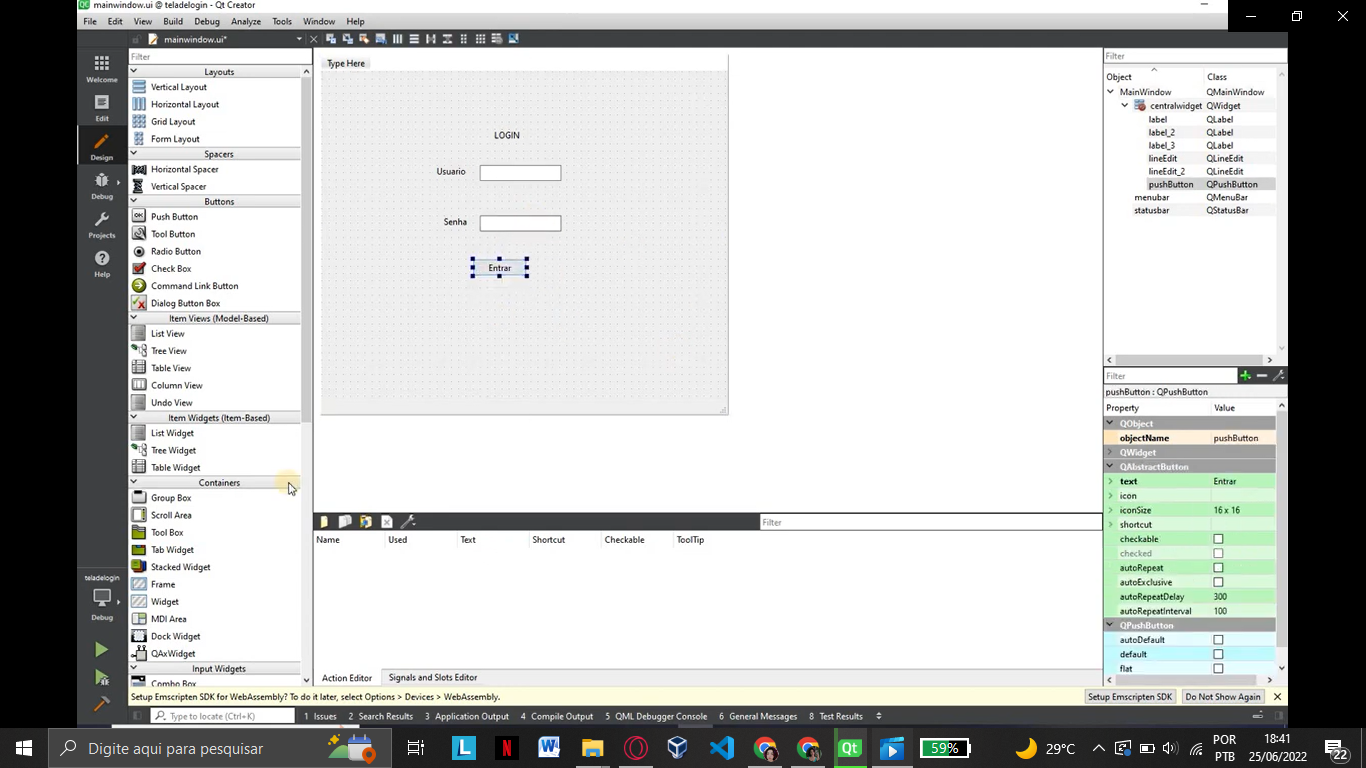 mainwindow.ui @ teladelogin - Qt Creator
File Edit View Build Debug Analyze Tools Window Help
mainwindow.ui*
Welcome
Edit
Design
Debug
Projects
Help
teladelogin
Debug
Filter
Layouts
Vertical Layout
Horizontal Layout
Grid Layout
Form Layout
Spacers
Horizontal Spacer
Vertical Spacer
Buttons
Push Button
Tool Button
Radio Button
Check Box
Command Link Button
Dialog Button Box
Item Views (Model-Based)
List View
Tree View
Table View
Column View
Undo View
Item Widgets (Item-Based)
List Widget
Tree Widget
Table Widget
Containers
Group Box
Scroll Area
Tool Box
Tab Widget
Stacked Widget
Frame
Widget
MDI Area
Dock Widget
QAxWidget
Input Widgets
Combo Box
Type Here
LOGIN
Usuario
Senha
Entrar
Filter
Name Used Text Shortcut Checkable ToolTip
Action Editor Signals and Slots Editor
Filter
Object Class
MainWindow QMainWindow
centralwidget QWidget
label QLabel
label_2 QLabel
label_3 QLabel
lineEdit QLineEdit
lineEdit_2 QLineEdit
pushButton QPushButton
menubar QMenuBar
statusbar QStatusBar
Filter
pushButton : QPushButton
Property Value
QObject
objectName pushButton
QWidget
QAbstractButton
text Entrar
icon
iconSize 16 x 16
shortcut
checkable
checked
autoRepeat
autoExclusive
autoRepeatDelay 300
autoRepeatInterval 100
QPushButton
autoDefault
default
flat
Setup Emscripten SDK for WebAssembly? To do it later, select Options > Devices > WebAssembly. Setup Emscripten SDK Do Not Show Again
Type to locate (Ctrl+K) 1 Issues 2 Search Results 3 Application Output 4 Compile Output 5 QML Debugger Console 6 General Messages 8 Test Results
Digite aqui para pesquisar
59%
29°C
POR
PTB
18:41
25/06/2022
22